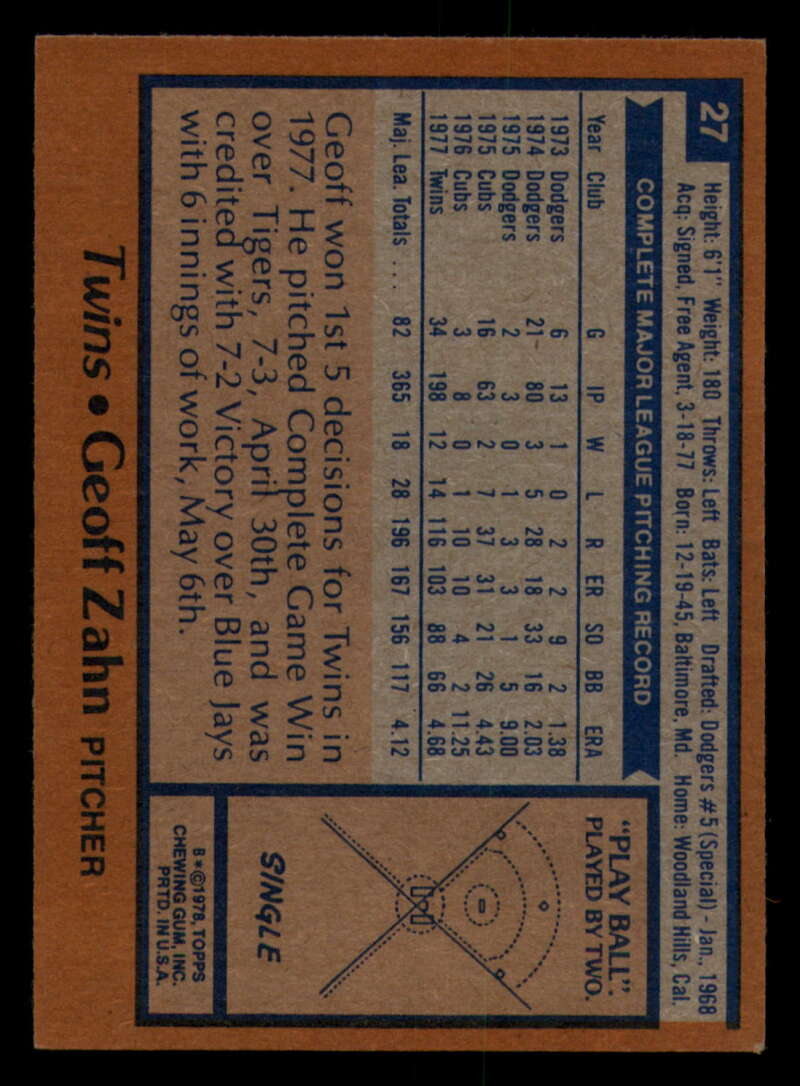 27
Height: 6'1" Weight: 180 Throws: Left Bats: Left Drafted: Dodgers #5 (Special) - Jan., 1968
Acq: Signed, Free Agent, 3-18-77 Born: 12-19-45, Baltimore, Md. Home: Woodland Hills, Cal.
COMPLETE MAJOR LEAGUE PITCHING RECORD
Year Club G IP W L R ER SO BB ERA
1973 Dodgers 6 13 1 0 2 2 9 2 1.38
1974 Dodgers 21 80 3 5 28 18 33 16 2.03
1975 Dodgers 2 3 0 1 3 3 1 5 9.00
1975 Cubs 16 63 2 7 37 31 21 26 4.43
1976 Cubs 3 8 0 1 10 10 4 2 11.25
1977 Twins 34 198 12 14 116 103 88 66 4.68
Maj. Lea. Totals ... 82 365 18 28 196 167 156 117 4.12
Geoff won 1st 5 decisions for Twins in
1977. He pitched Complete Game Win
over Tigers, 7-3, April 30th, and was
credited with 7-2 Victory over Blue Jays
with 6 innings of work, May 6th.
"PLAY BALL".
PLAYED BY TWO.
SINGLE
B*©1978, TOPPS
CHEWING GUM, INC.
PRTD. IN U.S.A.
Twins • Geoff Zahn PITCHER